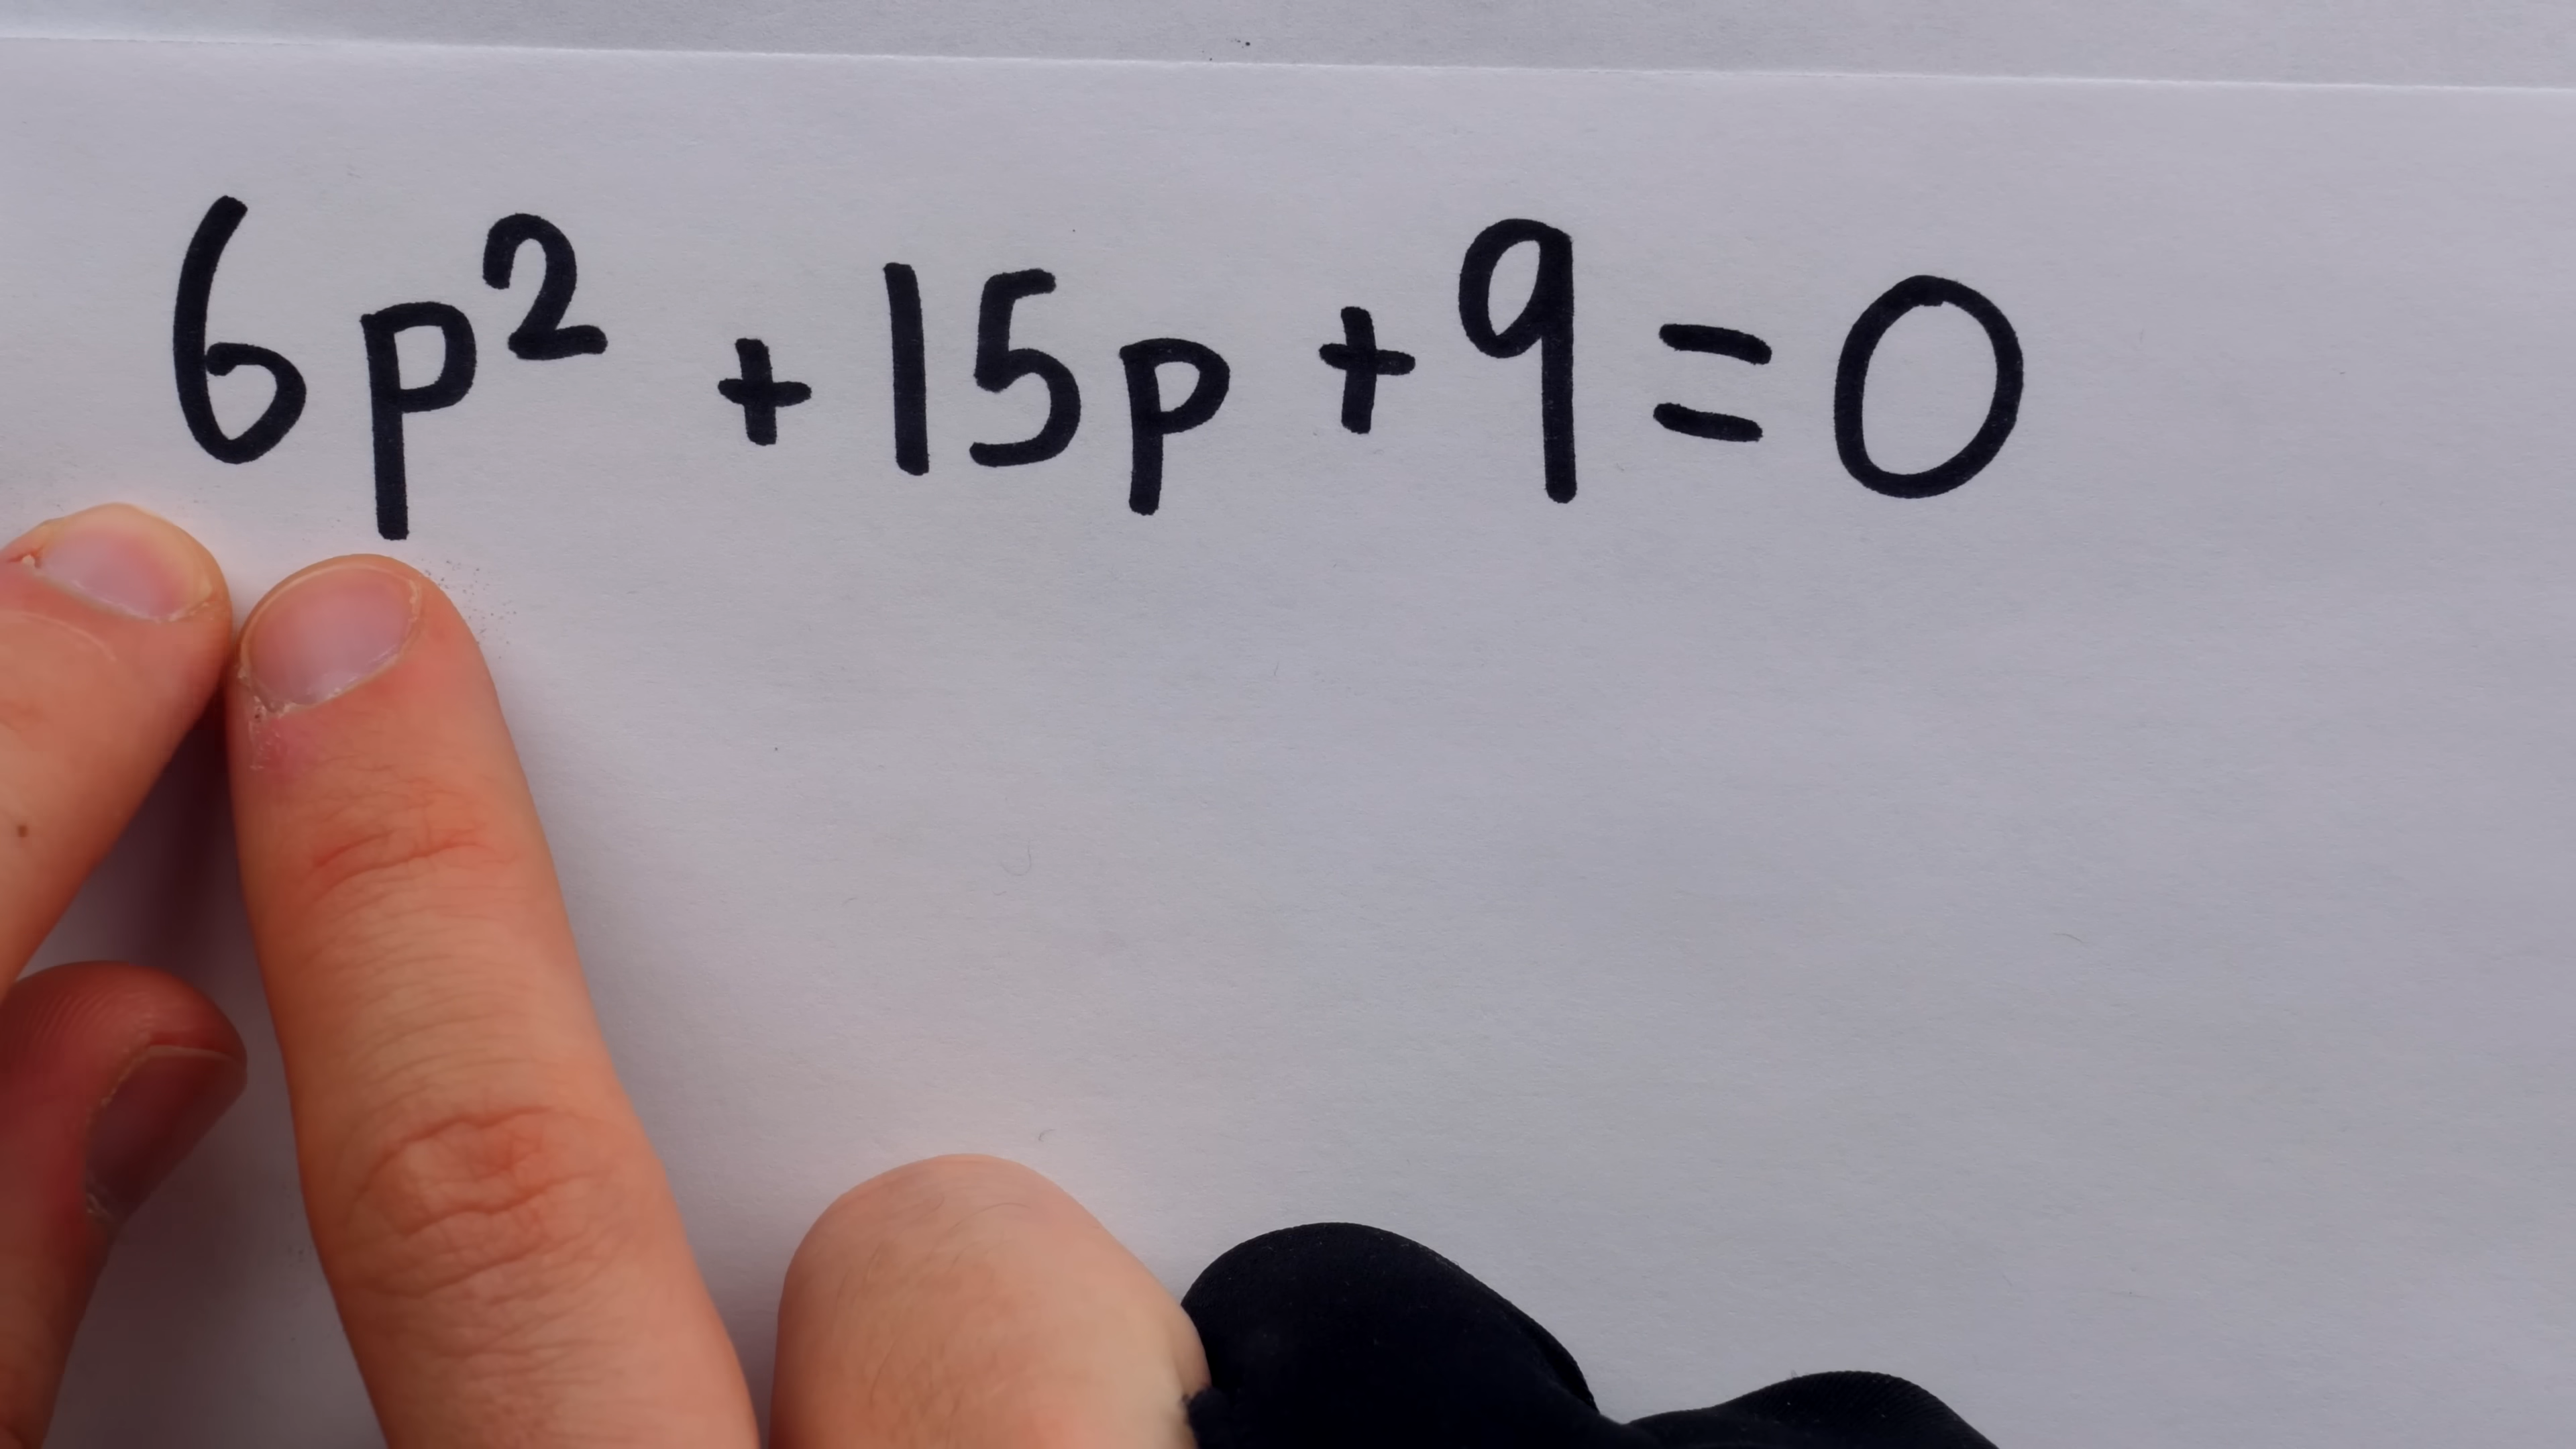 6p² + 15p + 9 = 0